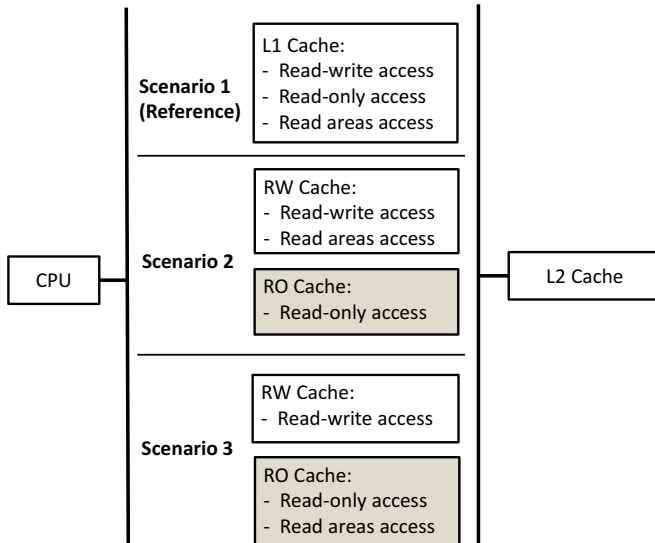 L1 Cache:
- Read-write access
- Read-only access
- Read areas access
Scenario 1
(Reference)
RW Cache:
- Read-write access
- Read areas access
Scenario 2
RO Cache:
- Read-only access
CPU
L2 Cache
RW Cache:
- Read-write access
Scenario 3
RO Cache:
- Read-only access
- Read areas access